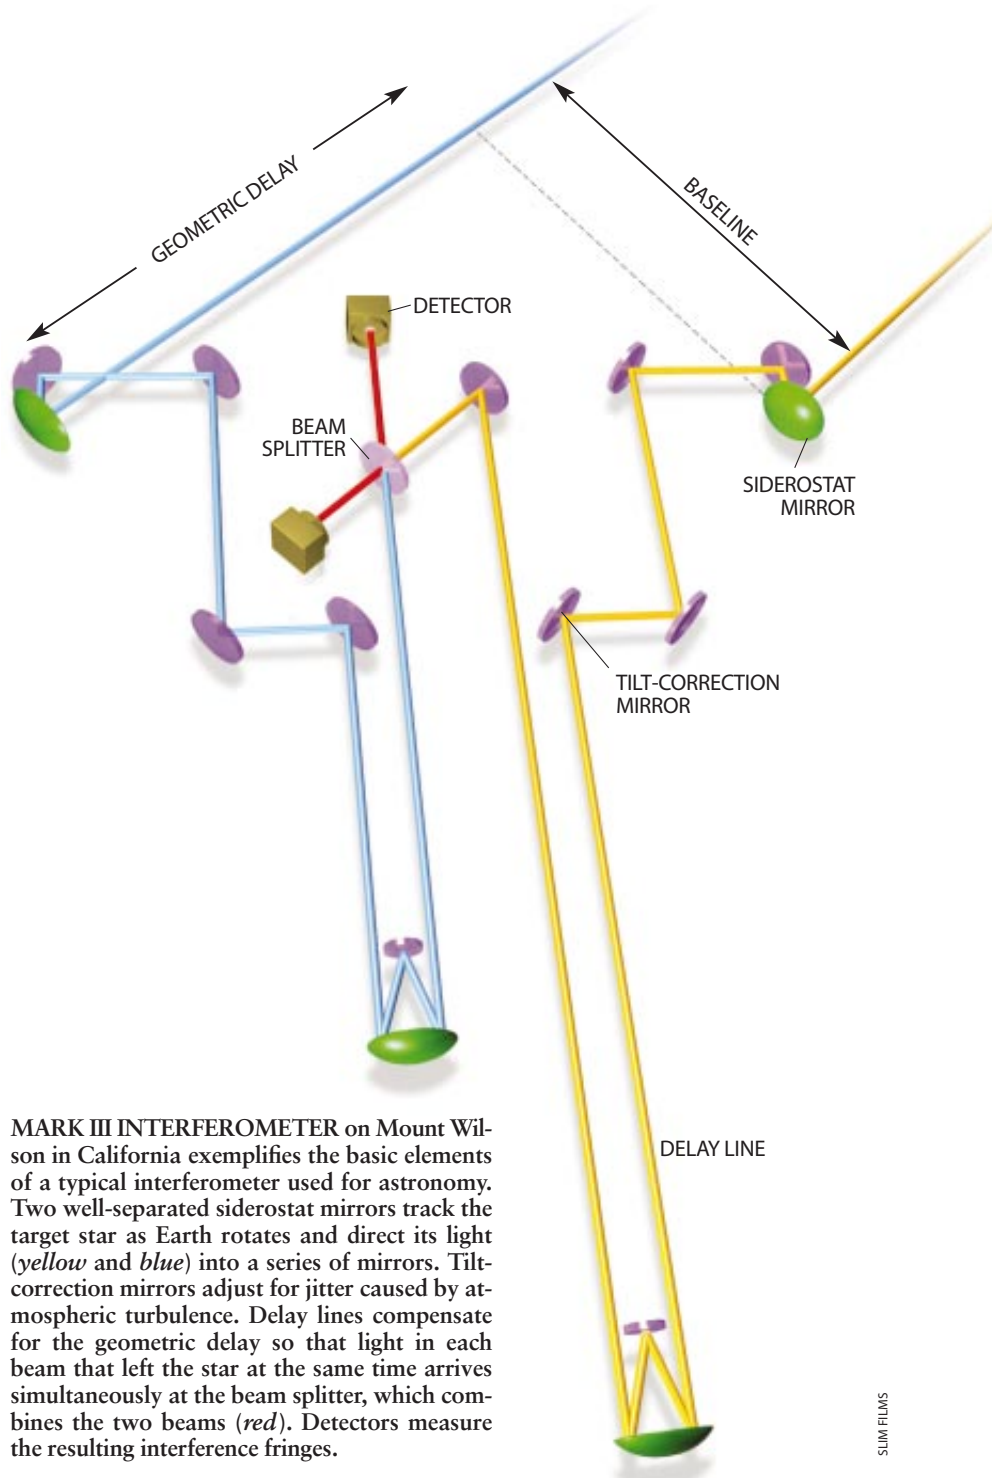 GEOMETRIC DELAY
BASELINE
DETECTOR
BEAM
SPLITTER
SIDEROSTAT
MIRROR
TILT-CORRECTION
MIRROR
DELAY LINE
MARK III INTERFEROMETER on Mount Wil-
son in California exemplifies the basic elements
of a typical interferometer used for astronomy.
Two well-separated siderostat mirrors track the
target star as Earth rotates and direct its light
(yellow and blue) into a series of mirrors. Tilt-
correction mirrors adjust for jitter caused by at-
mospheric turbulence. Delay lines compensate
for the geometric delay so that light in each
beam that left the star at the same time arrives
simultaneously at the beam splitter, which com-
bines the two beams (red). Detectors measure
the resulting interference fringes.
SLIM FILMS